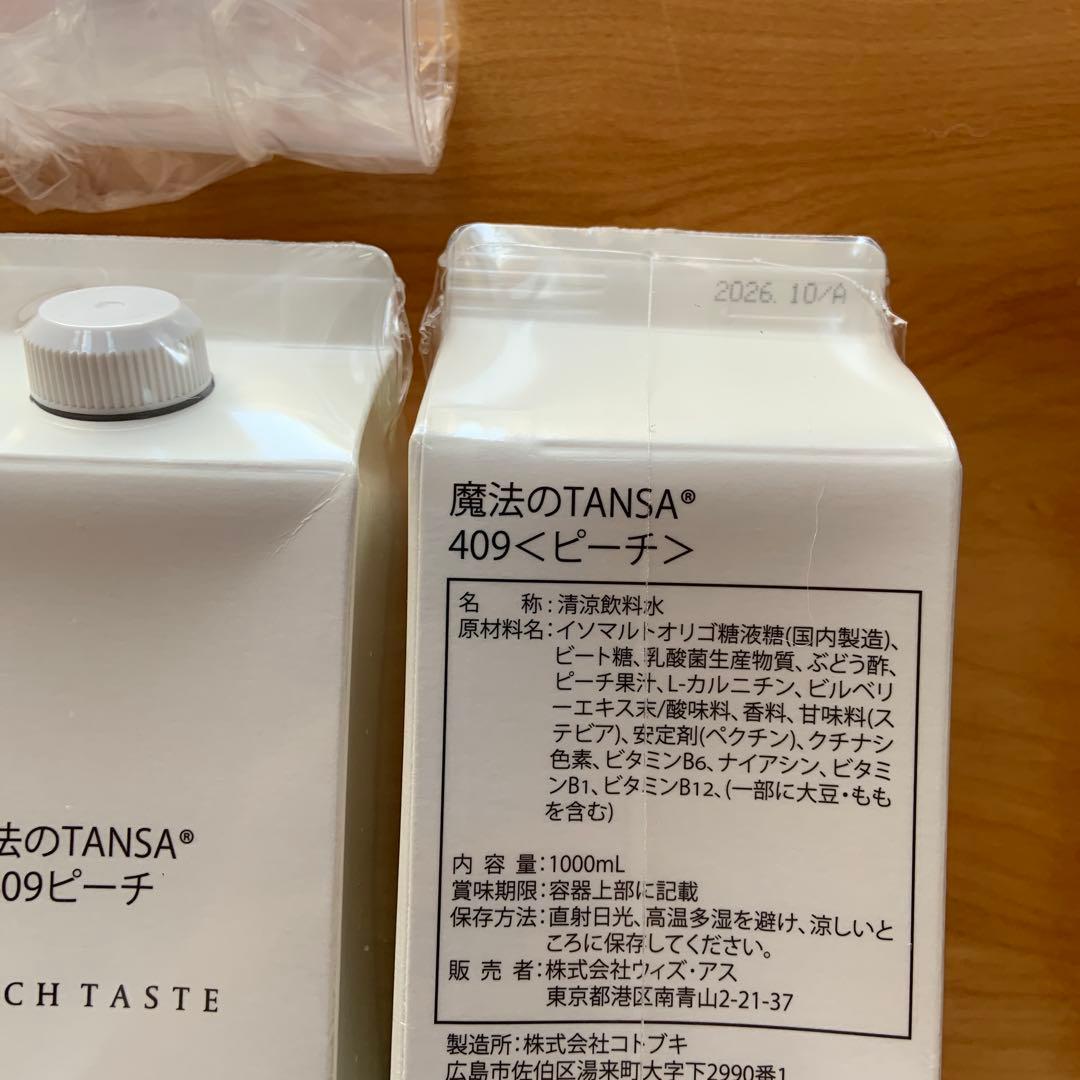 2026. 10/A
魔法のTANSA®
409＜ピーチ＞
名　　称：清涼飲料水
原材料名：イソマルトオリゴ糖液糖(国内製造)、
ビート糖、乳酸菌生産物質、ぶどう酢、
ピーチ果汁、L-カルニチン、ビルベリ
ーエキス末/酸味料、香料、甘味料(ス
テビア)、安定剤(ペクチン)、クチナシ
色素、ビタミンB6、ナイアシン、ビタミ
ンB1、ビタミンB12、(一部に大豆・もも
を含む)
内 容 量：1000mL
賞味期限：容器上部に記載
保存方法：直射日光、高温多湿を避け、涼しいと
ころに保存してください。
販 売 者：株式会社ウィズ・アス
東京都港区南青山2-21-37
製造所：株式会社コトブキ
広島市佐伯区湯来町大字下2990番1
法のTANSA®
09ピーチ
CH TASTE